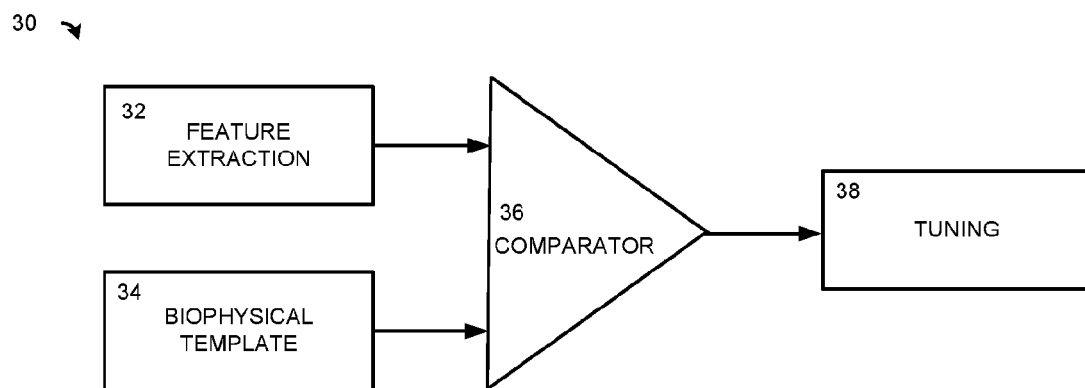 30
32
FEATURE
EXTRACTION
36
COMPARATOR
38
TUNING
34
BIOPHYSICAL
TEMPLATE